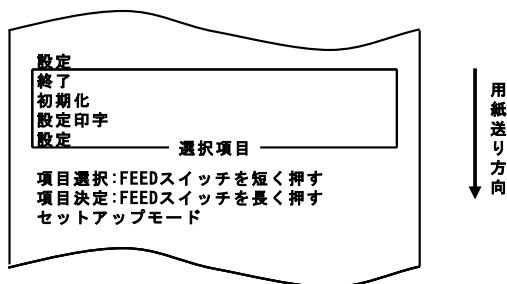 設定
終了
初期化
設定印字
設定
選択項目
項目選択:FEEDスイッチを短く押す
項目決定:FEEDスイッチを長く押す
セットアップモード
用紙送り方向